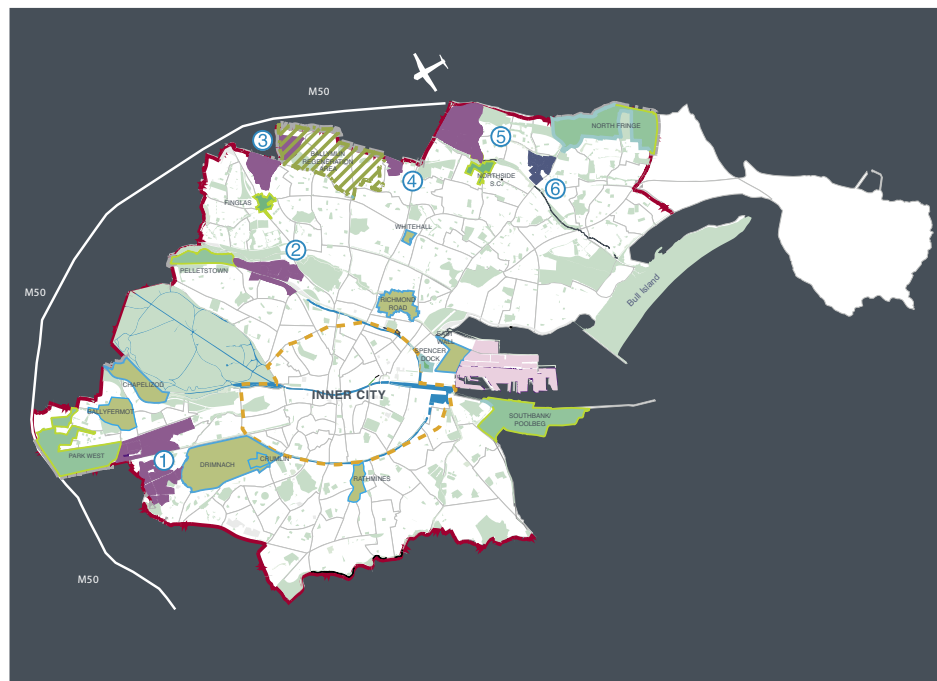 M50
3
5
NORTH FRINGE
BALLYMUN
REGENERATION
AREA
4
NORTHSIDE
S.C.
6
FINGLAS
WHITEHALL
2
PELLETSTOWN
M50
Bull Island
RICHMOND
ROAD
EAST
WALL
SPENCER
DOCK
CHAPELIZOD
INNER CITY
BALLYFERMOT
SOUTHBANK/
POOLBEG
PARK WEST
1
DRIMNACH
CRUMLIN
RATHMINES
M50